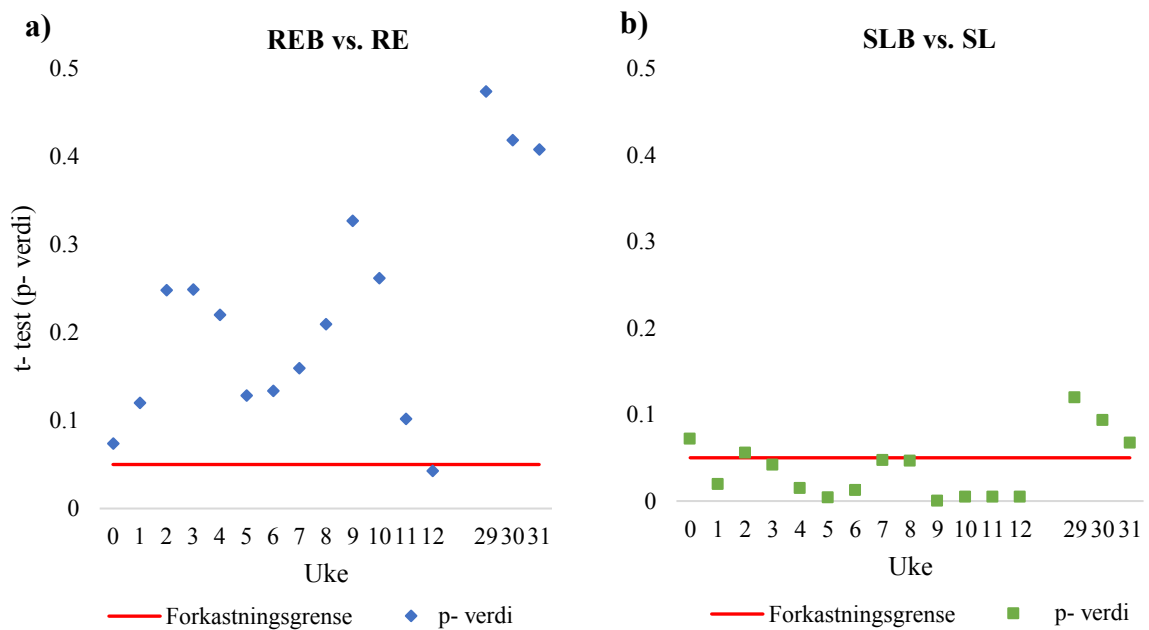 a)
REB vs. RE
0.5
0.4
0.3
0.2
0.1
0
t- test (p- verdi)
0 1 2 3 4 5 6 7 8 9 10 11 12 29 30 31
Uke
Forkastningsgrense p- verdi
b)
SLB vs. SL
0.5
0.4
0.3
0.2
0.1
0
0 1 2 3 4 5 6 7 8 9 10 11 12 29 30 31
Uke
Forkastningsgrense p- verdi